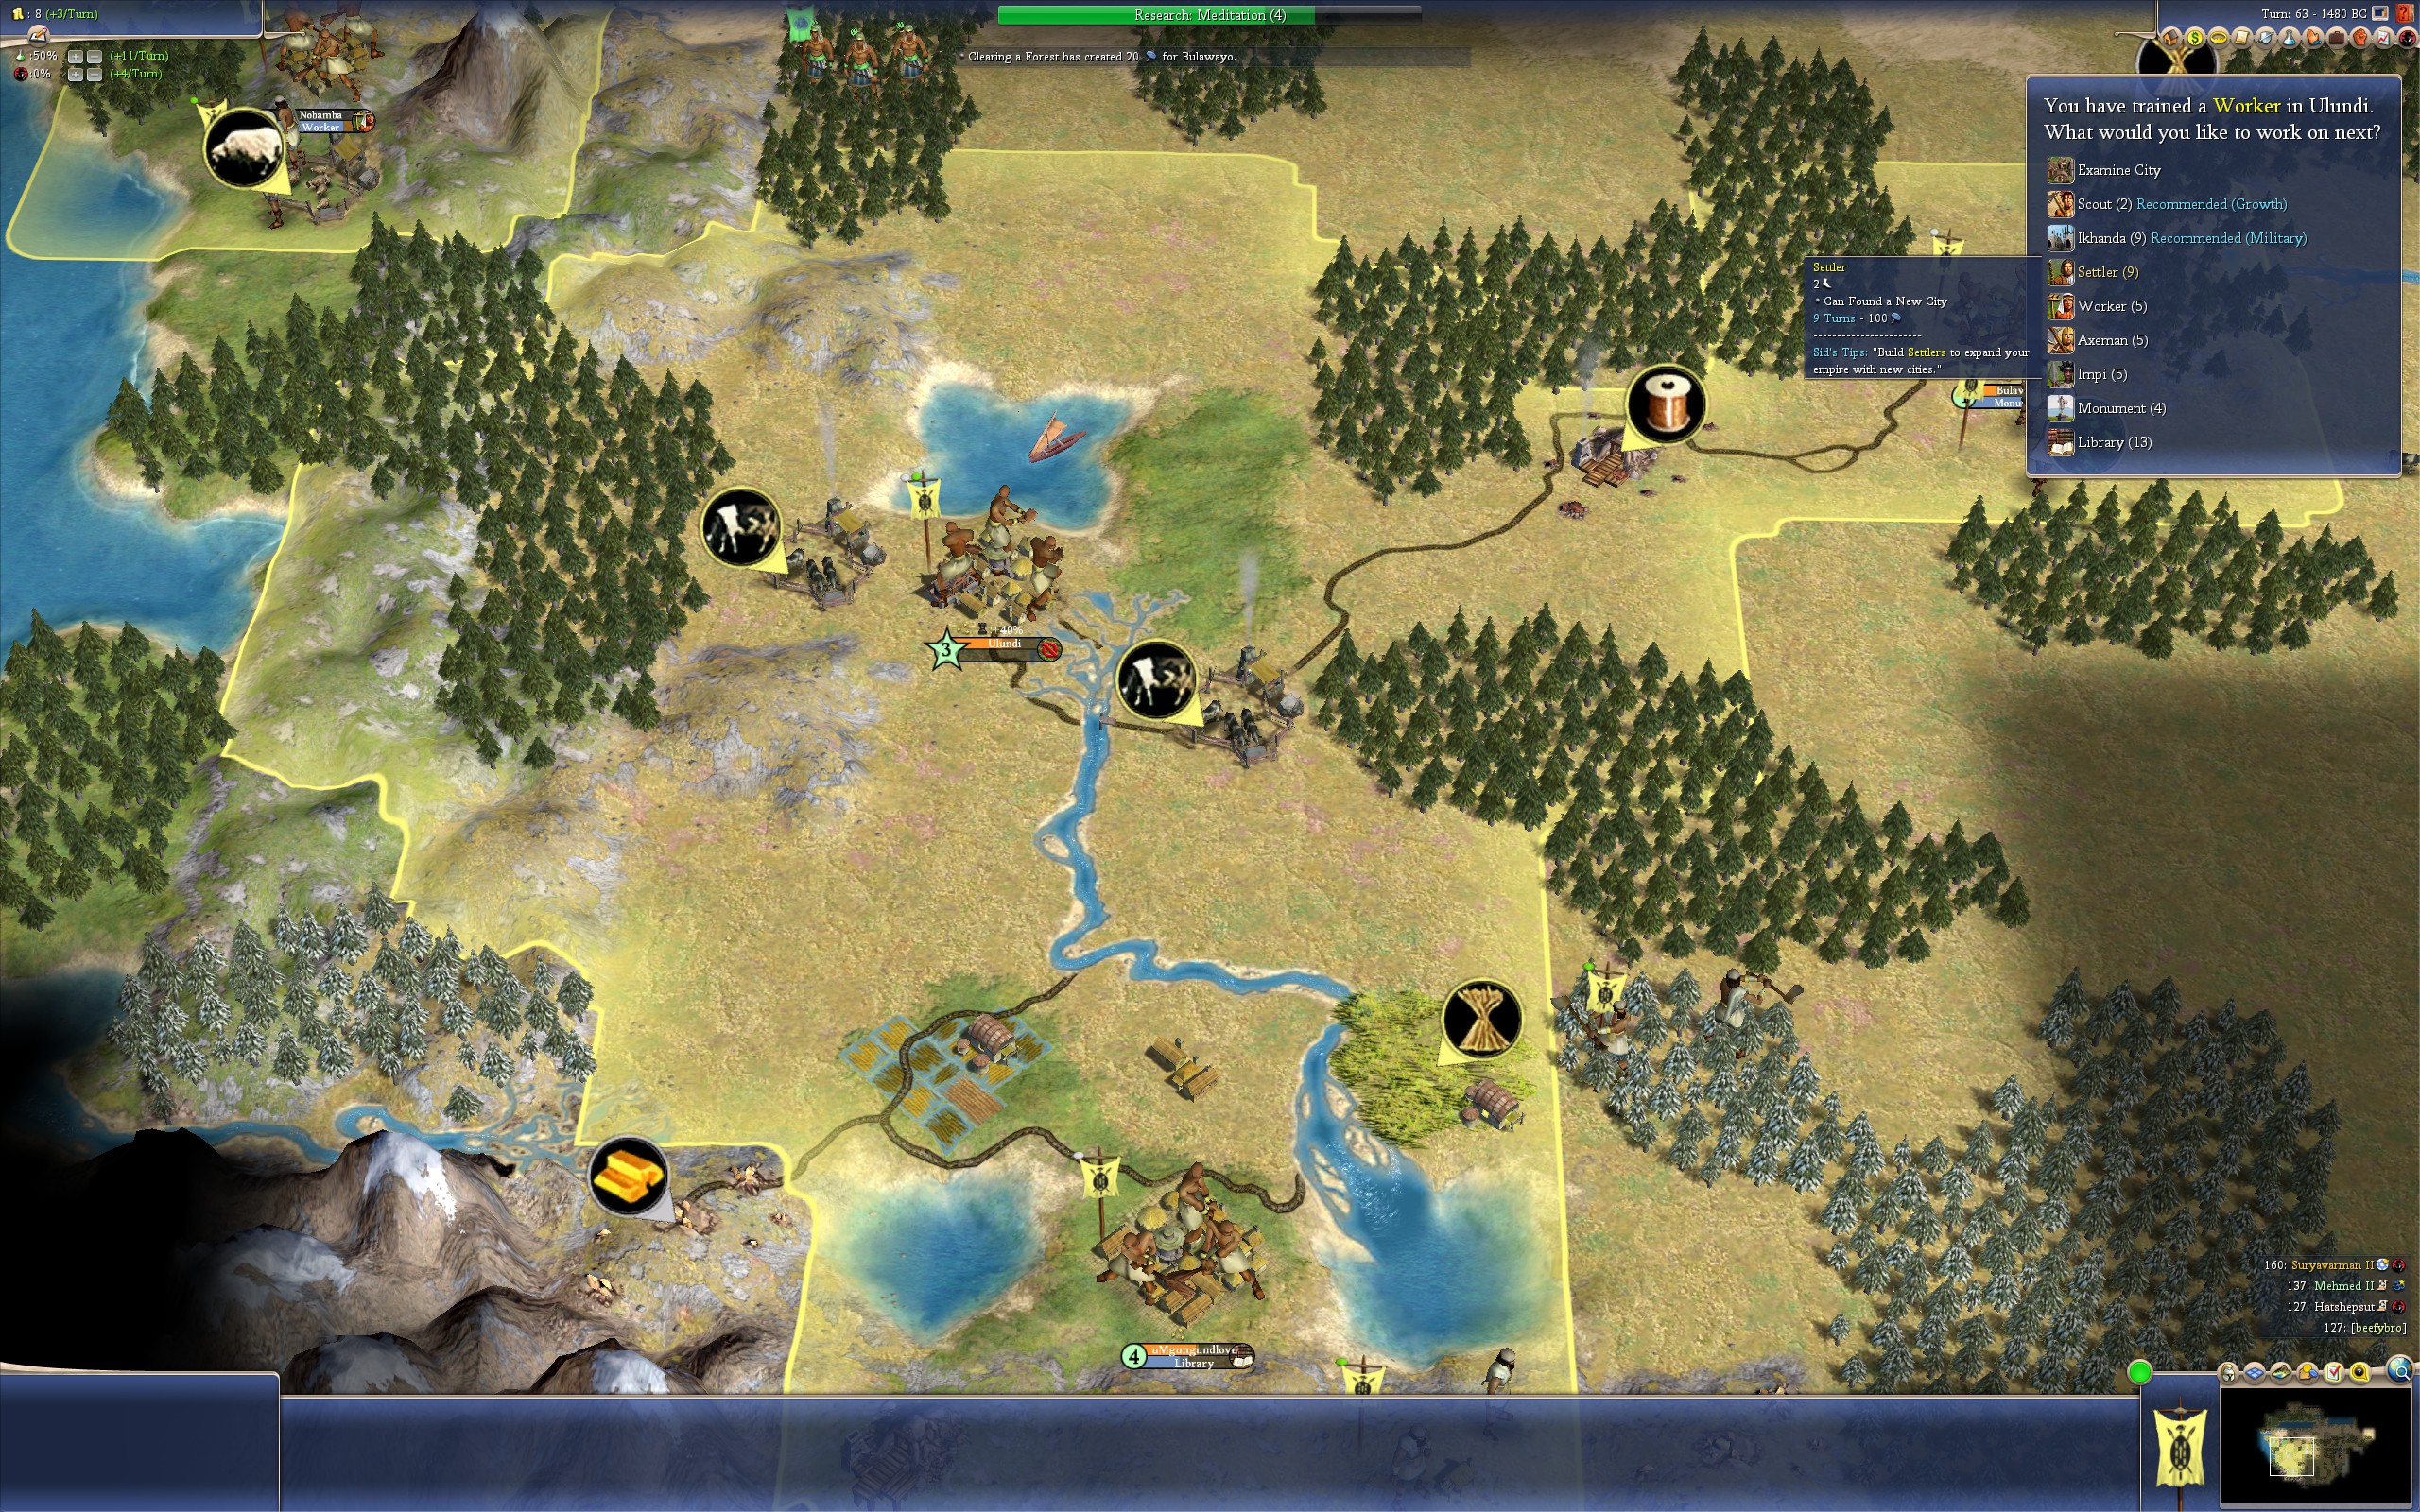 : 8 (+3/Turn)
Research: Meditation (4)
Turn: 63 - 1480 BC
:50% (+11/Turn)
:0% (+4/Turn)
Clearing a Forest has created 20 for Bulawayo.
You have trained a Worker in Ulundi.
What would you like to work on next?
Examine City
Scout (2) Recommended (Growth)
Ikhanda (9) Recommended (Military)
Settler (9)
Worker (5)
Axeman (5)
Impi (5)
Monument (4)
Library (13)
Settler
2
Can Found a New City
9 Turns - 100
Sid's Tips: "Build Settlers to expand your
empire with new cities."
Nobamba
Worker
Bulav
Monu
+40%
3 Ulundi
4 uMgungundlovu
Library
160: Suryavarman II
137: Mehmed II
127: Hatshepsut
127: [beefybro]